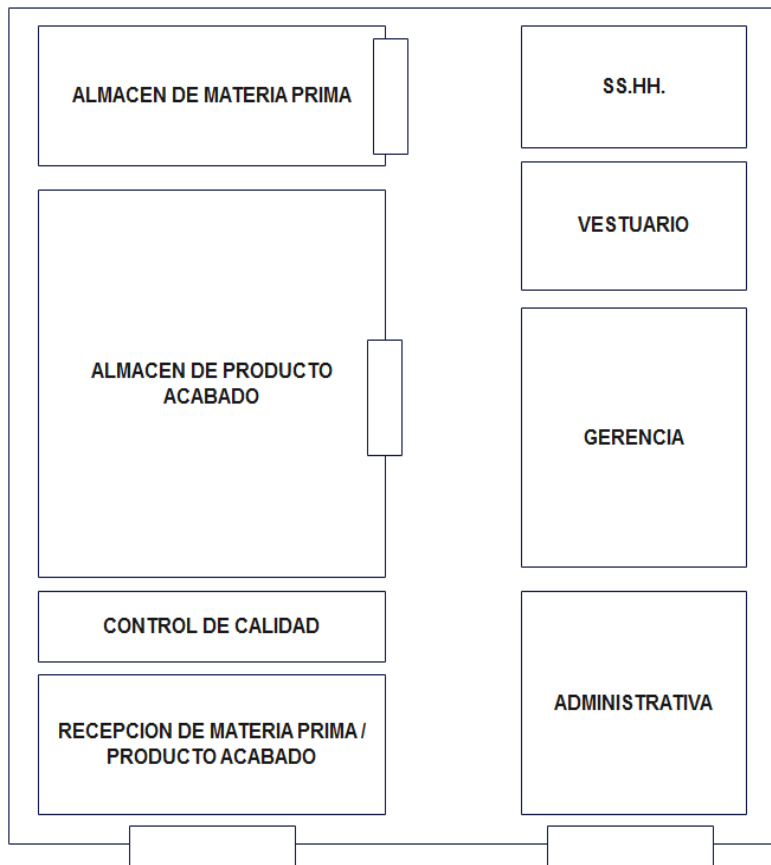 ALMACEN DE MATERIA PRIMA
SS.HH.
VESTUARIO
ALMACEN DE PRODUCTO
ACABADO
GERENCIA
CONTROL DE CALIDAD
RECEPCION DE MATERIA PRIMA /
PRODUCTO ACABADO
ADMINISTRATIVA